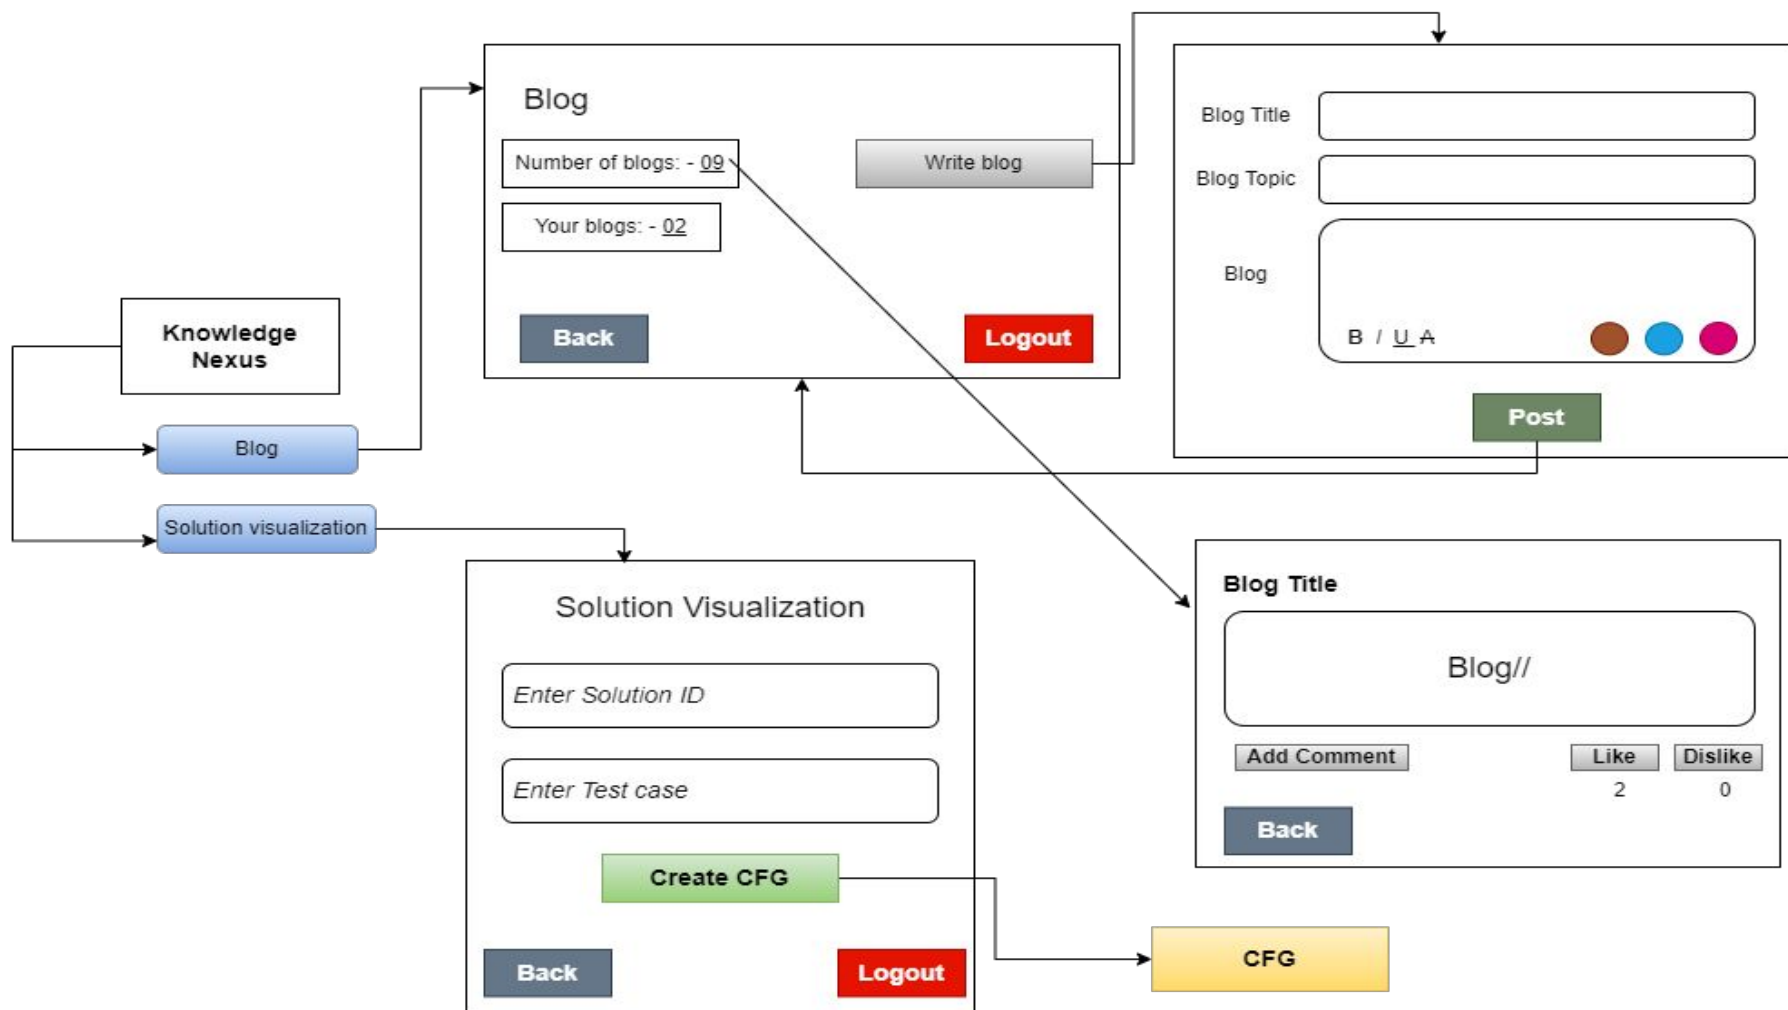 Knowledge
Nexus
Blog
Solution visualization
Blog
Number of blogs: - 09
Write blog
Your blogs: - 02
Back
Logout
Blog Title
Blog Topic
Blog
B I U A
Post
Solution Visualization
Enter Solution ID
Enter Test case
Create CFG
Back
Logout
Blog Title
Blog//
Add Comment
Like
Dislike
2
0
Back
CFG